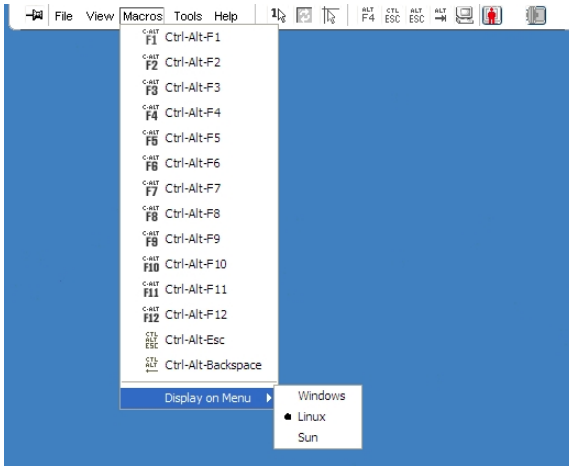 File View Macros Tools Help 1 ALT F4 CTL ESC ALT ESC ALT
C-ALT F1 Ctrl-Alt-F1
C-ALT F2 Ctrl-Alt-F2
C-ALT F3 Ctrl-Alt-F3
C-ALT F4 Ctrl-Alt-F4
C-ALT F5 Ctrl-Alt-F5
C-ALT F6 Ctrl-Alt-F6
C-ALT F7 Ctrl-Alt-F7
C-ALT F8 Ctrl-Alt-F8
C-ALT F9 Ctrl-Alt-F9
C-ALT F10 Ctrl-Alt-F10
C-ALT F11 Ctrl-Alt-F11
C-ALT F12 Ctrl-Alt-F12
CTL ALT ESC Ctrl-Alt-Esc
CTL ALT Ctrl-Alt-Backspace
Display on Menu Windows
Linux
Sun